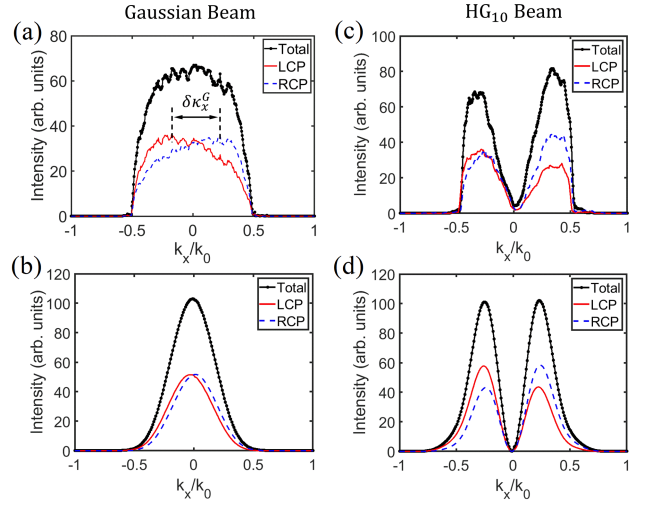 Gaussian Beam
HG₁₀ Beam
(a)
Intensity (arb. units)
80
60
40
20
0
Total
LCP
RCP
δκₓᴳ
-1
-0.5
0
0.5
1
kₓ/k₀
(c)
Intensity (arb. units)
100
80
60
40
20
0
Total
LCP
RCP
-1
-0.5
0
0.5
1
kₓ/k₀
(b)
Intensity (arb. units)
120
100
80
60
40
20
0
Total
LCP
RCP
-1
-0.5
0
0.5
1
kₓ/k₀
(d)
Intensity (arb. units)
120
100
80
60
40
20
0
Total
LCP
RCP
-1
-0.5
0
0.5
1
kₓ/k₀